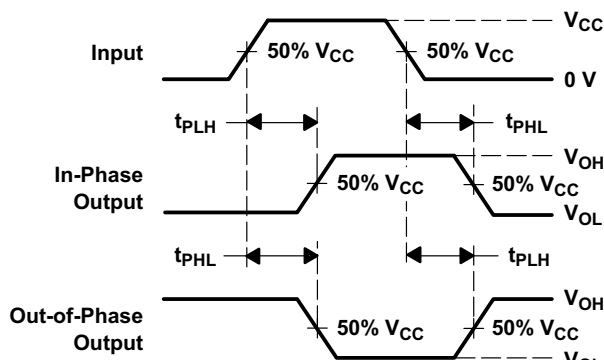 V_CC
Input 50% V_CC 50% V_CC
0 V
t_PLH t_PHL
V_OH
In-Phase
Output
50% V_CC 50% V_CC
V_OL
t_PHL t_PLH
V_OH
Out-of-Phase
Output
50% V_CC 50% V_CC